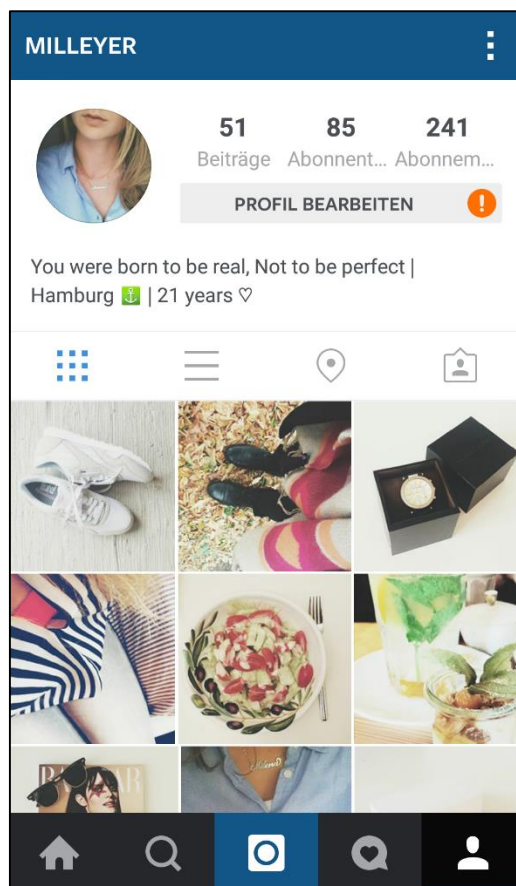 MILLEYER
51 85 241
Beiträge Abonnent... Abonnem...
PROFIL BEARBEITEN
You were born to be real, Not to be perfect |
Hamburg ⚓ | 21 years ♡